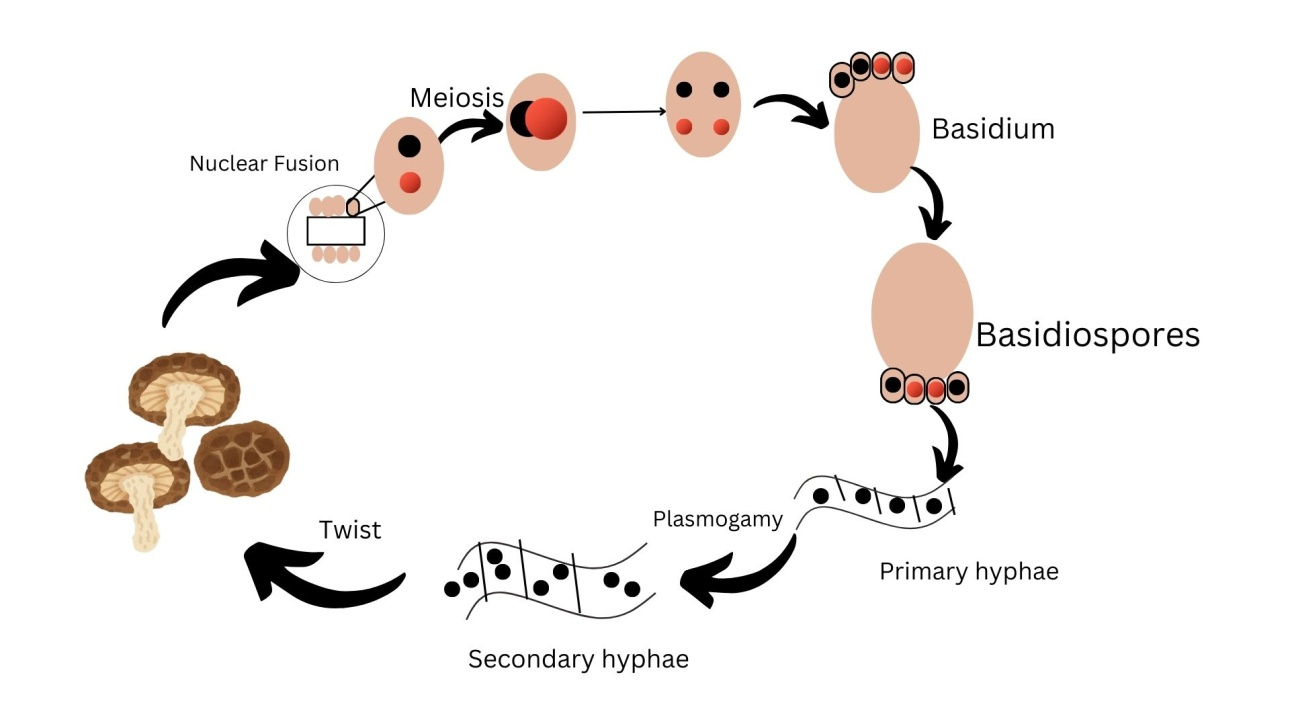 Meiosis
Nuclear Fusion
Basidium
Basidiospores
Plasmogamy
Twist
Primary hyphae
Secondary hyphae